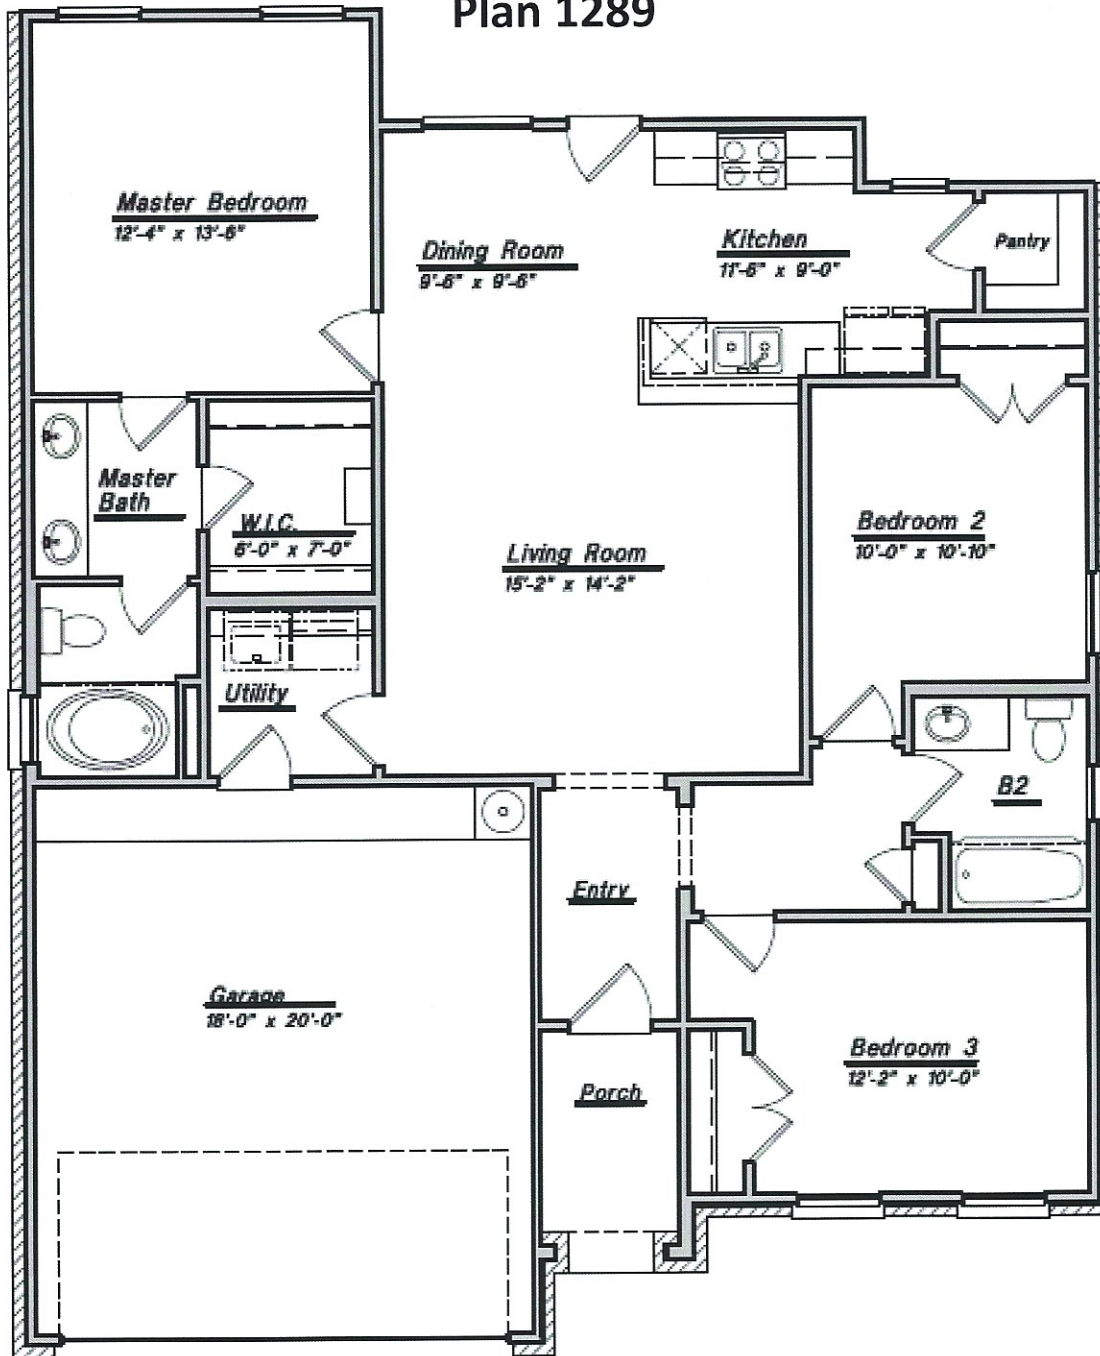 Plan 1289
Master Bedroom
12'-4" x 13'-6"
Dining Room
9'-6" x 9'-6"
Kitchen
11'-6" x 9'-0"
Pantry
Master
Bath
W.I.C.
6'-0" x 7'-0"
Living Room
15'-2" x 14'-2"
Bedroom 2
10'-0" x 10'-10"
Utility
B2
Entry
Garage
18'-0" x 20'-0"
Bedroom 3
12'-2" x 10'-0"
Porch